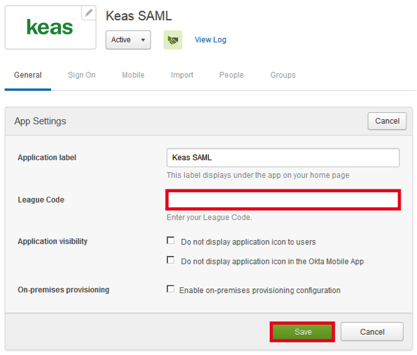 keas
Keas SAML
Active
View Log
General Sign On Mobile Import People Groups
App Settings
Cancel
Application label
Keas SAML
This label displays under the app on your home page
League Code
Enter your League Code.
Application visibility
Do not display application icon to users
Do not display application icon in the Okta Mobile App
On-premises provisioning
Enable on-premises provisioning configuration
Save
Cancel